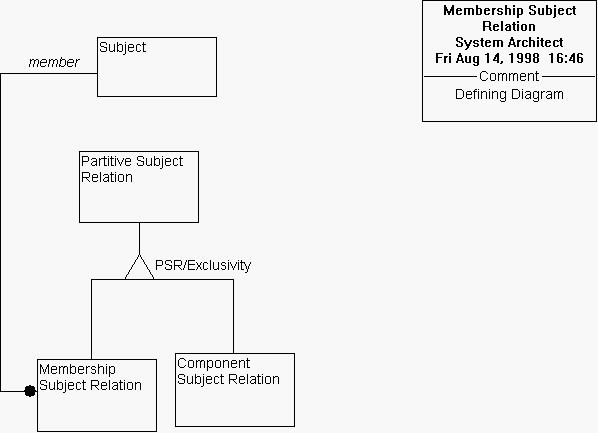 Membership Subject
Relation
System Architect
Fri Aug 14, 1998 16:46
Comment
Defining Diagram
member
Subject
Partitive Subject
Relation
PSR/Exclusivity
Membership
Subject Relation
Component
Subject Relation